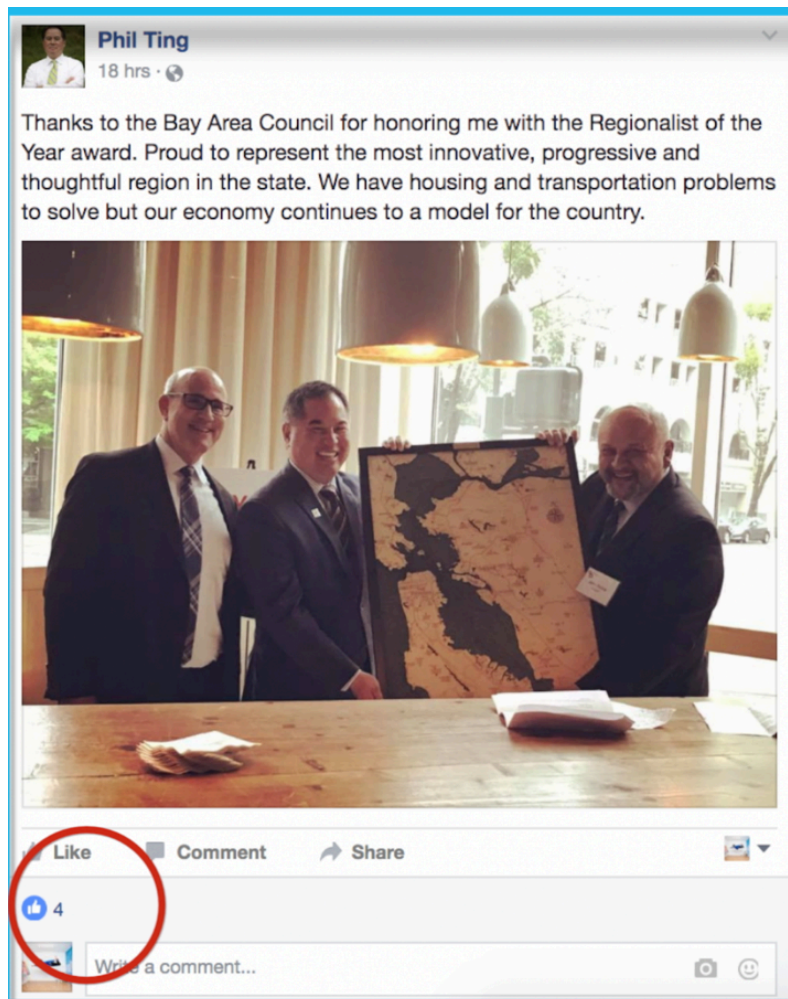 Phil Ting
18 hrs ·
Thanks to the Bay Area Council for honoring me with the Regionalist of the
Year award. Proud to represent the most innovative, progressive and
thoughtful region in the state. We have housing and transportation problems
to solve but our economy continues to a model for the country.
Like Comment Share
4
Write a comment...